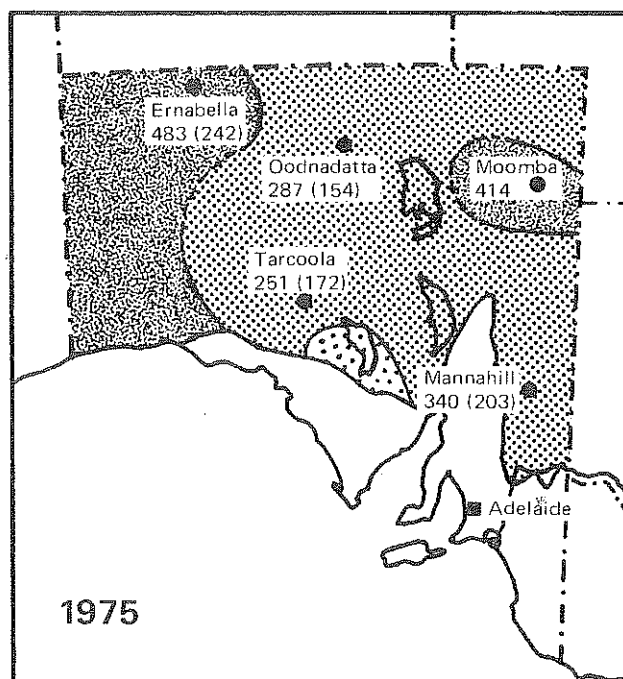 Ernabella
483 (242)
Oodnadatta
287 (154)
Moomba
414
Tarcoola
251 (172)
Mannahill
340 (203)
Adelaide
1975